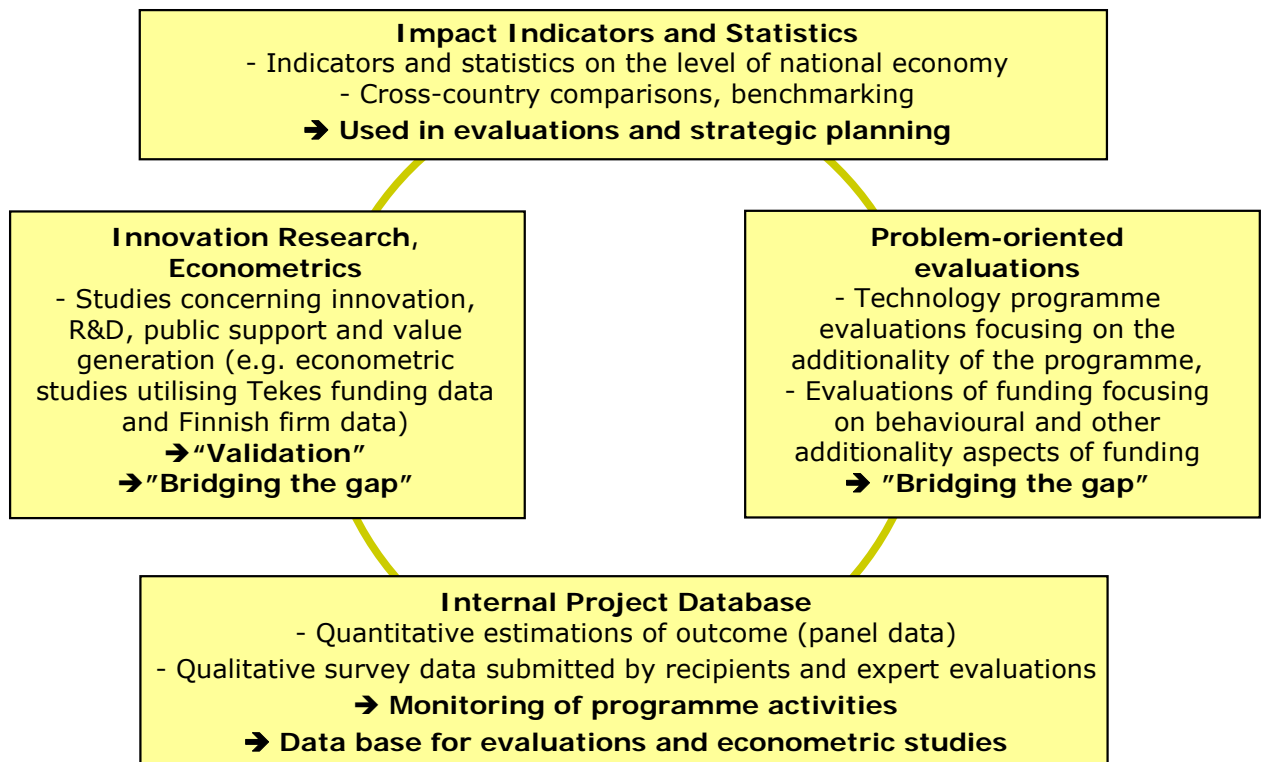 Impact Indicators and Statistics
- Indicators and statistics on the level of national economy
- Cross-country comparisons, benchmarking
➔ Used in evaluations and strategic planning
Innovation Research,
Econometrics
- Studies concerning innovation,
R&D, public support and value
generation (e.g. econometric
studies utilising Tekes funding data
and Finnish firm data)
➔“Validation”
➔”Bridging the gap”
Problem-oriented
evaluations
- Technology programme
evaluations focusing on the
additionality of the programme,
- Evaluations of funding focusing
on behavioural and other
additionality aspects of funding
➔ ”Bridging the gap”
Internal Project Database
- Quantitative estimations of outcome (panel data)
- Qualitative survey data submitted by recipients and expert evaluations
➔ Monitoring of programme activities
➔ Data base for evaluations and econometric studies